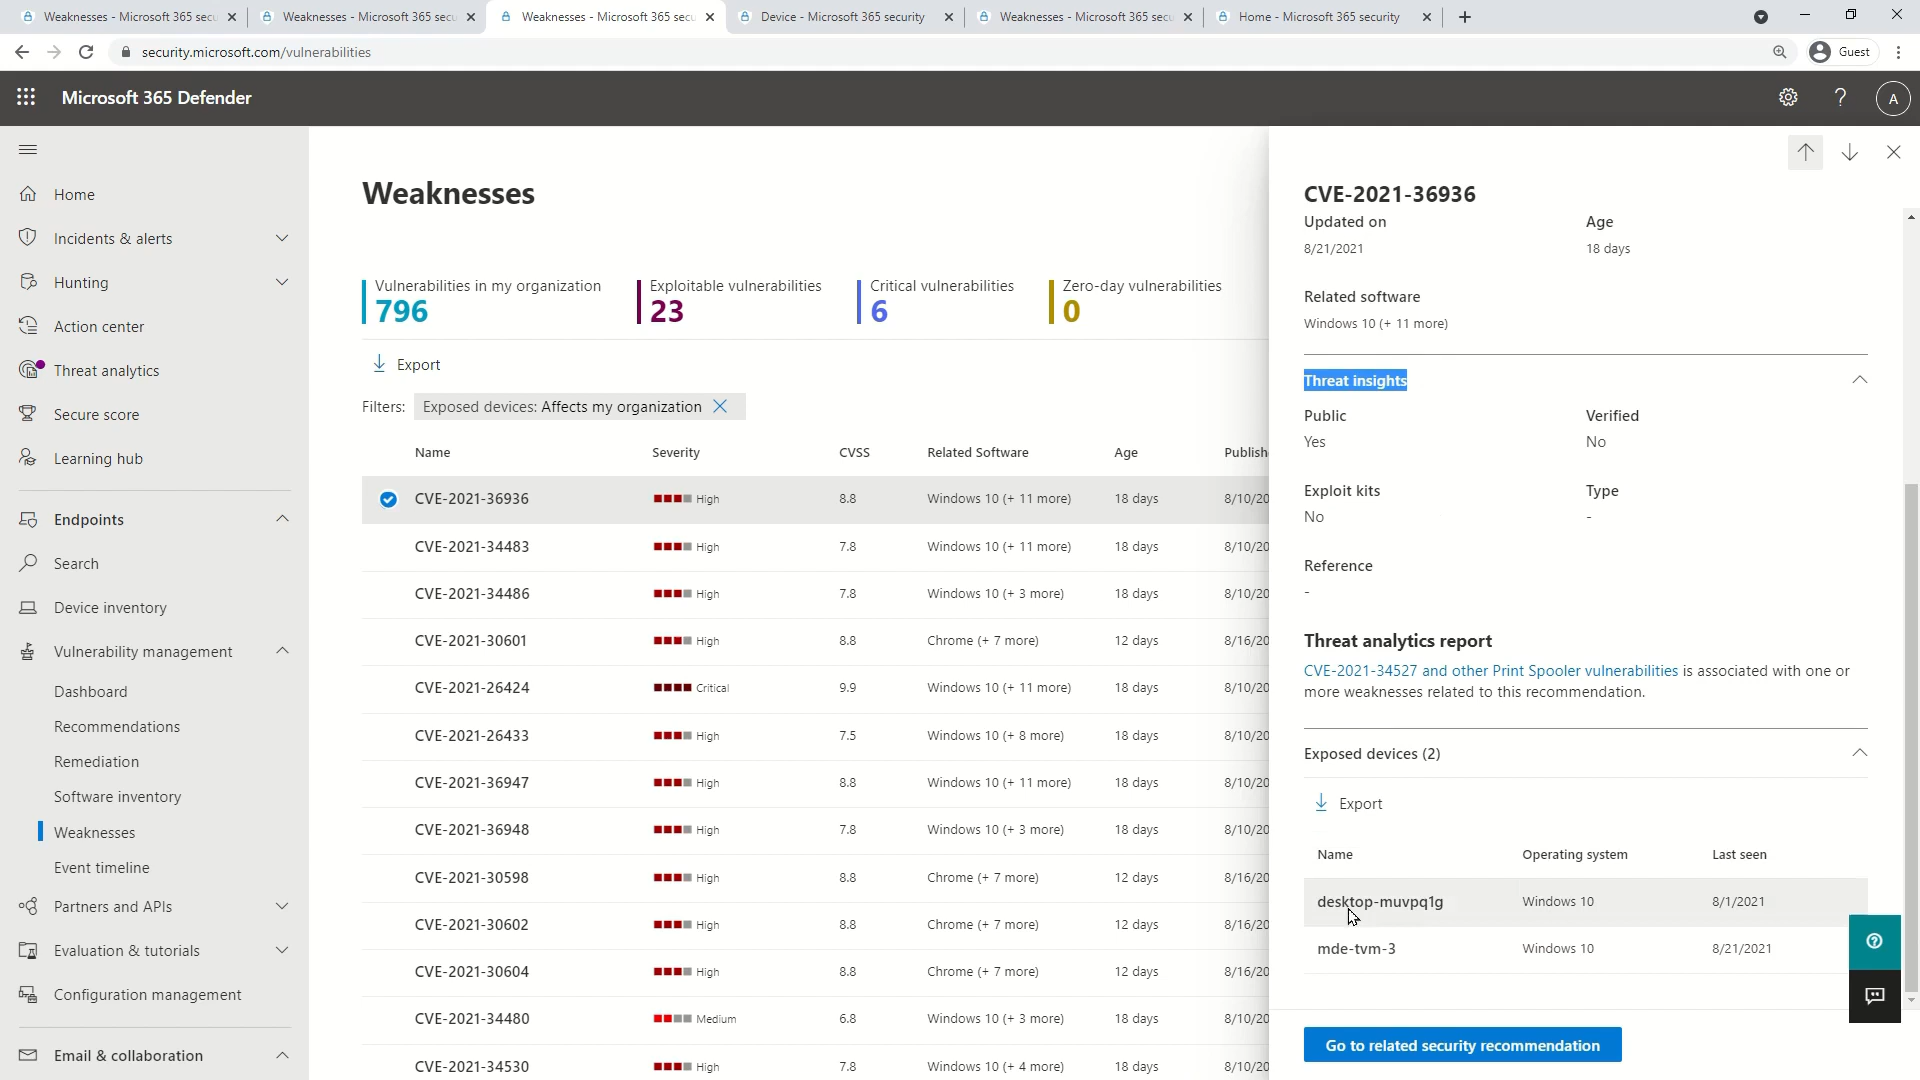 Weaknesses - Microsoft 365 secu
Weaknesses - Microsoft 365 secu
Weaknesses - Microsoft 365 secu
Device - Microsoft 365 security
Weaknesses - Microsoft 365 secu
Home - Microsoft 365 security
security.microsoft.com/vulnerabilities
Guest
Microsoft 365 Defender
?
A
Home
Incidents & alerts
Hunting
Action center
Threat analytics
Secure score
Learning hub
Endpoints
Search
Device inventory
Vulnerability management
Dashboard
Recommendations
Remediation
Software inventory
Weaknesses
Event timeline
Partners and APIs
Evaluation & tutorials
Configuration management
Email & collaboration
Weaknesses
Vulnerabilities in my organization
796
Exploitable vulnerabilities
23
Critical vulnerabilities
6
Zero-day vulnerabilities
0
Export
Filters: Exposed devices: Affects my organization
Name Severity CVSS Related Software Age Publish
CVE-2021-36936 High 8.8 Windows 10 (+ 11 more) 18 days 8/10/20
CVE-2021-34483 High 7.8 Windows 10 (+ 11 more) 18 days 8/10/20
CVE-2021-34486 High 7.8 Windows 10 (+ 3 more) 18 days 8/10/20
CVE-2021-30601 High 8.8 Chrome (+ 7 more) 12 days 8/16/20
CVE-2021-26424 Critical 9.9 Windows 10 (+ 11 more) 18 days 8/10/20
CVE-2021-26433 High 7.5 Windows 10 (+ 8 more) 18 days 8/10/20
CVE-2021-36947 High 8.8 Windows 10 (+ 11 more) 18 days 8/10/20
CVE-2021-36948 High 7.8 Windows 10 (+ 3 more) 18 days 8/10/20
CVE-2021-30598 High 8.8 Chrome (+ 7 more) 12 days 8/16/20
CVE-2021-30602 High 8.8 Chrome (+ 7 more) 12 days 8/16/20
CVE-2021-30604 High 8.8 Chrome (+ 7 more) 12 days 8/16/20
CVE-2021-34480 Medium 6.8 Windows 10 (+ 3 more) 18 days 8/10/20
CVE-2021-34530 High 7.8 Windows 10 (+ 4 more) 18 days 8/10/20
CVE-2021-36936
Updated on Age
8/21/2021 18 days
Related software
Windows 10 (+ 11 more)
Threat insights
Public Verified
Yes No
Exploit kits Type
No -
Reference
-
Threat analytics report
CVE-2021-34527 and other Print Spooler vulnerabilities is associated with one or
more weaknesses related to this recommendation.
Exposed devices (2)
Export
Name Operating system Last seen
desktop-muvpq1g Windows 10 8/1/2021
mde-tvm-3 Windows 10 8/21/2021
Go to related security recommendation